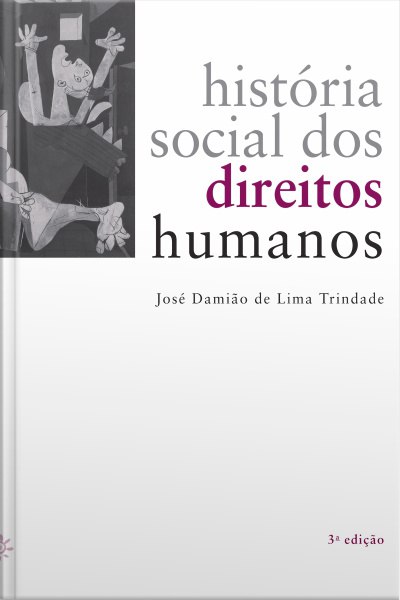 história
social dos
direitos
humanos
José Damião de Lima Trindade
3ª edição